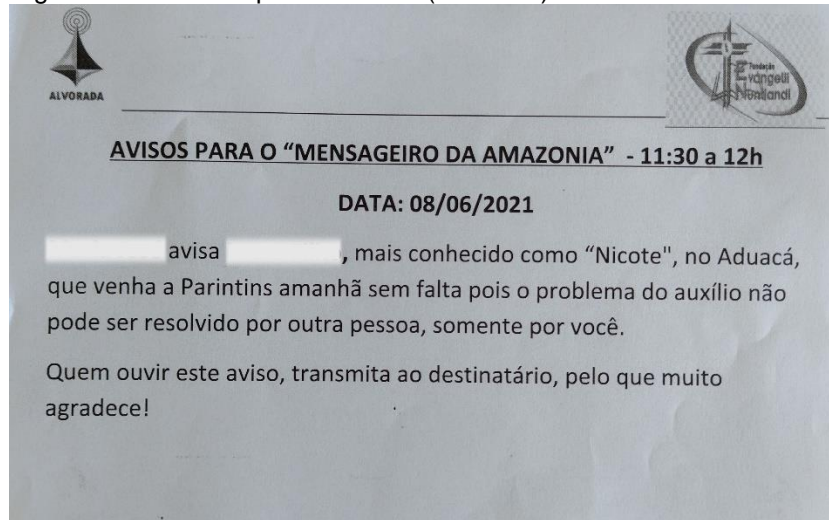 ALVORADA
Fundação
Evangelii
Nuntiandi
AVISOS PARA O “MENSAGEIRO DA AMAZONIA” - 11:30 a 12h
DATA: 08/06/2021
avisa , mais conhecido como “Nicote", no Aduacá,
que venha a Parintins amanhã sem falta pois o problema do auxílio não
pode ser resolvido por outra pessoa, somente por você.
Quem ouvir este aviso, transmita ao destinatário, pelo que muito
agradece!